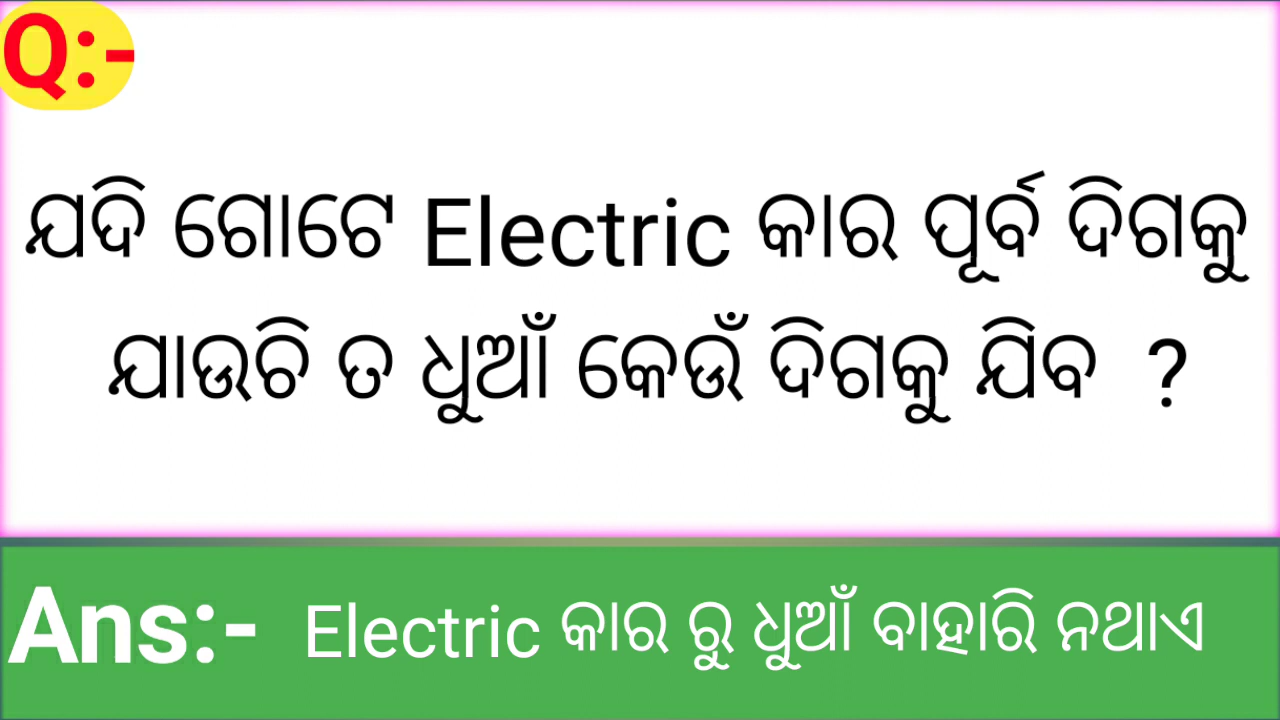 Q:-
ଯଦି ଗୋଟେ Electric କାର ପୂର୍ବ ଦିଗକୁ
ଯାଉଚି ତ ଧୁଆଁ କେଉଁ ଦିଗକୁ ଯିବ ?
Ans:- Electric କାର ରୁ ଧୁଆଁ ବାହାରି ନଥାଏ